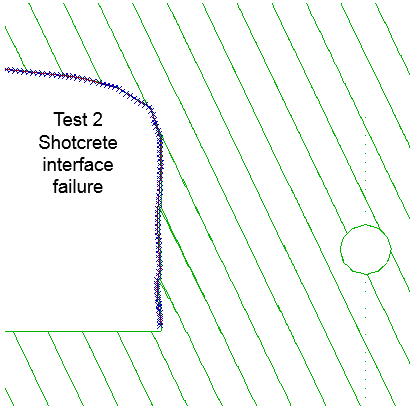 Test 2
Shotcrete
interface
failure